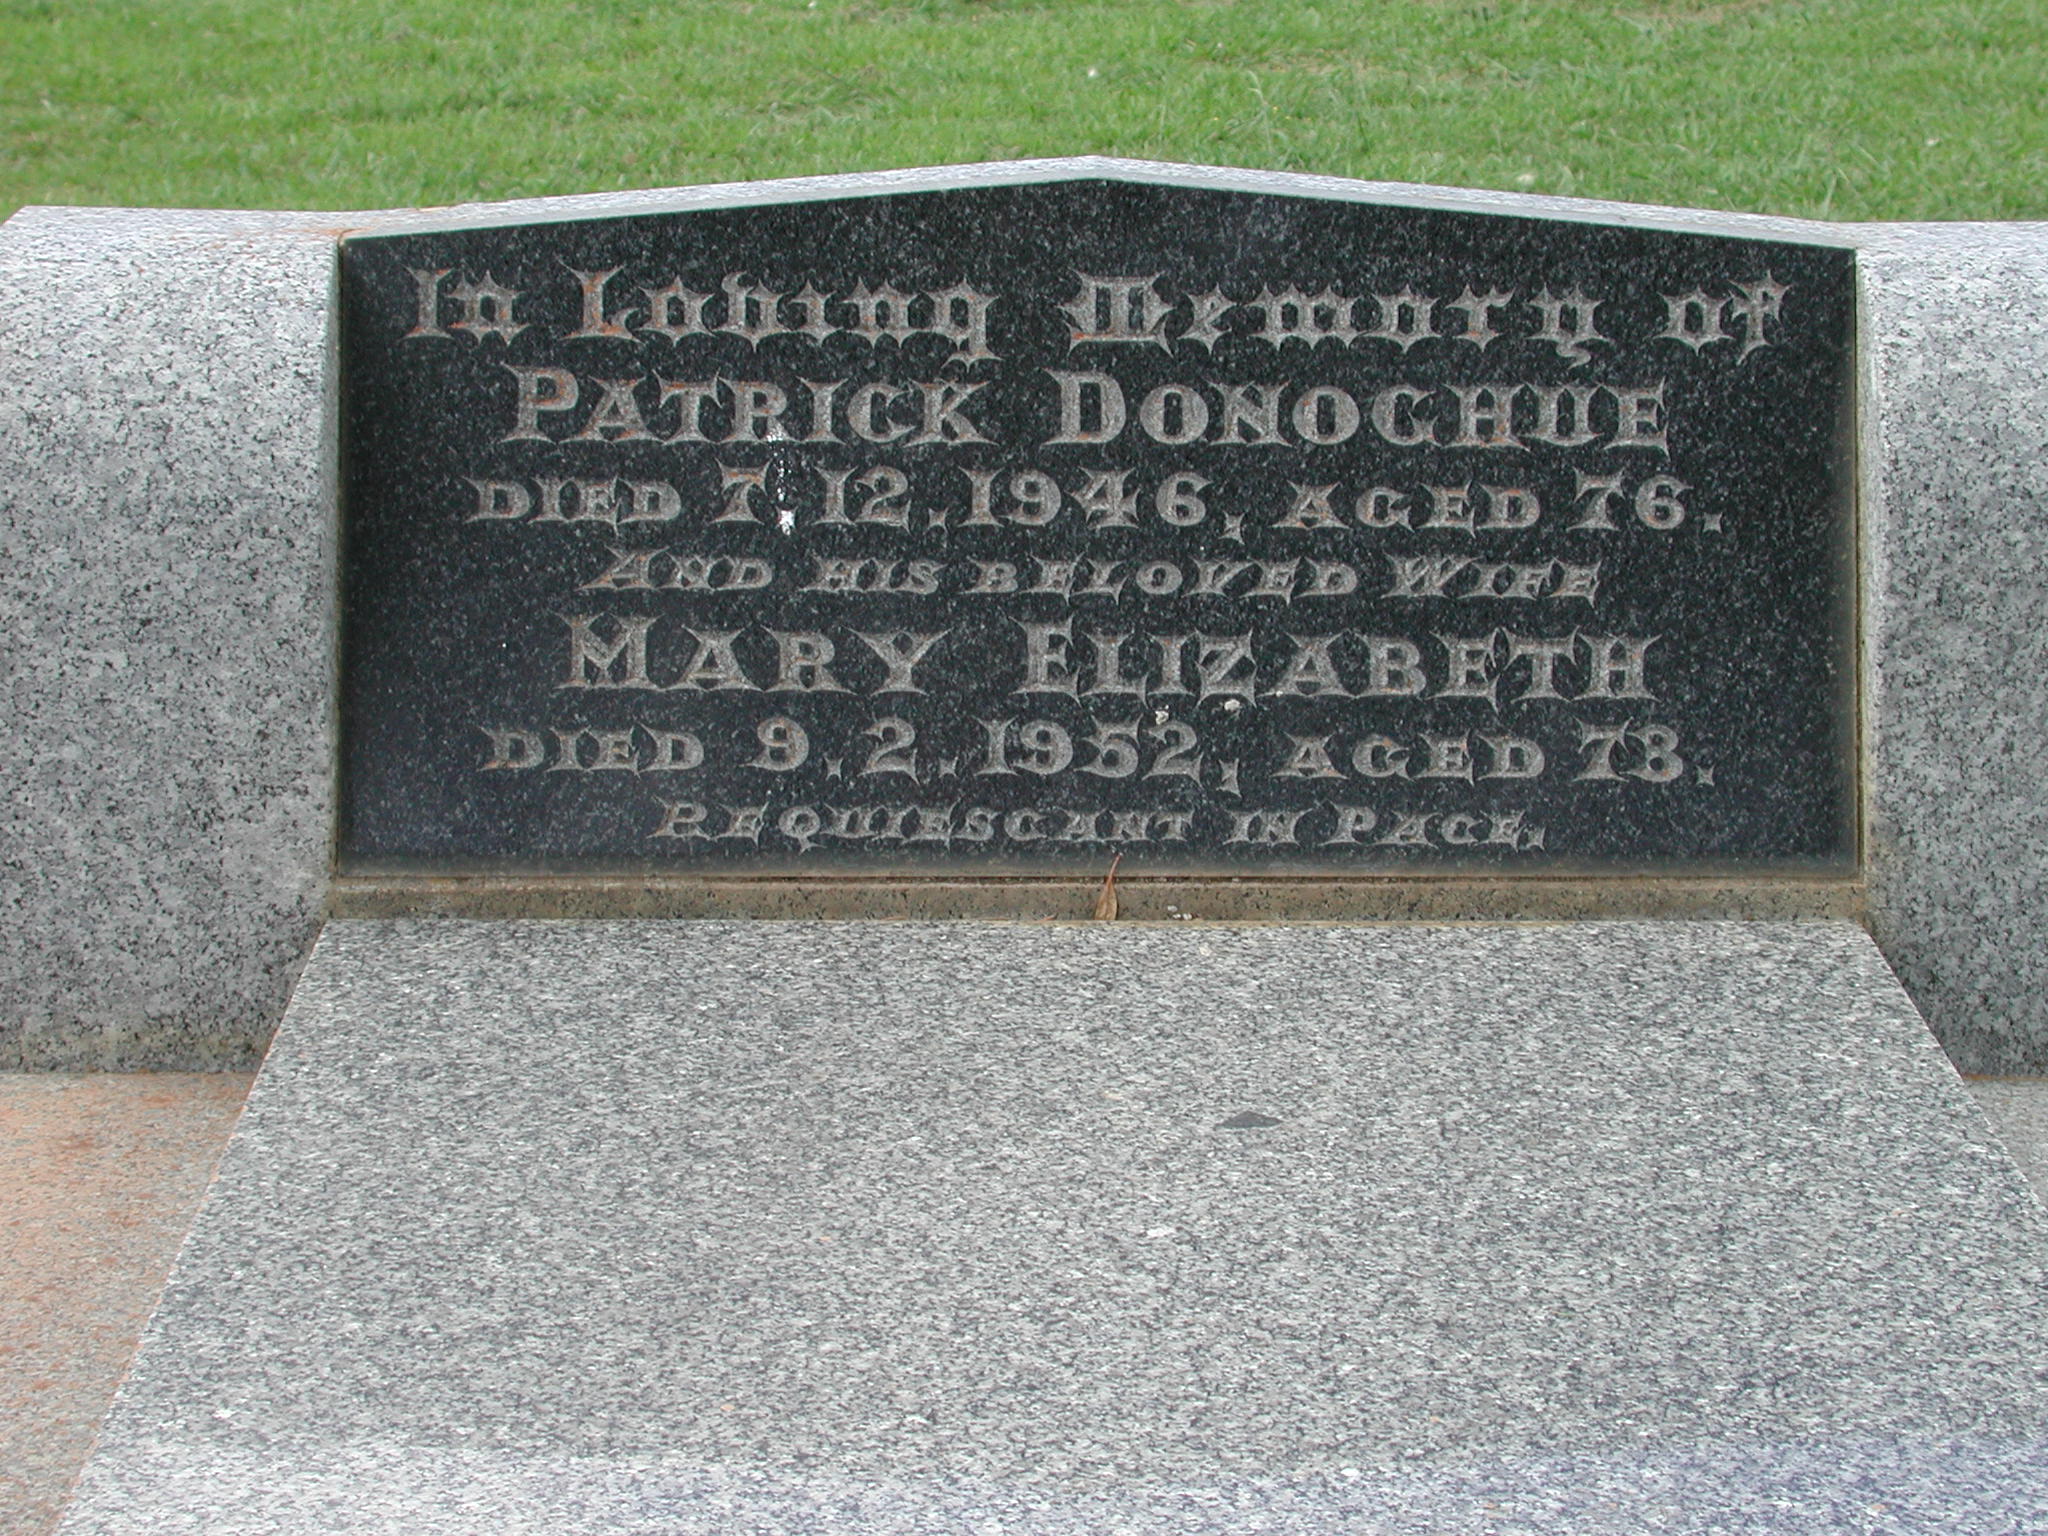 In Loving Memory of
PATRICK DONOGHUE
DIED 7.12.1946, AGED 76.
AND HIS BELOVED WIFE
MARY ELIZABETH
DIED 9.2.1952, AGED 78.
REQUIESCANT IN PACE.